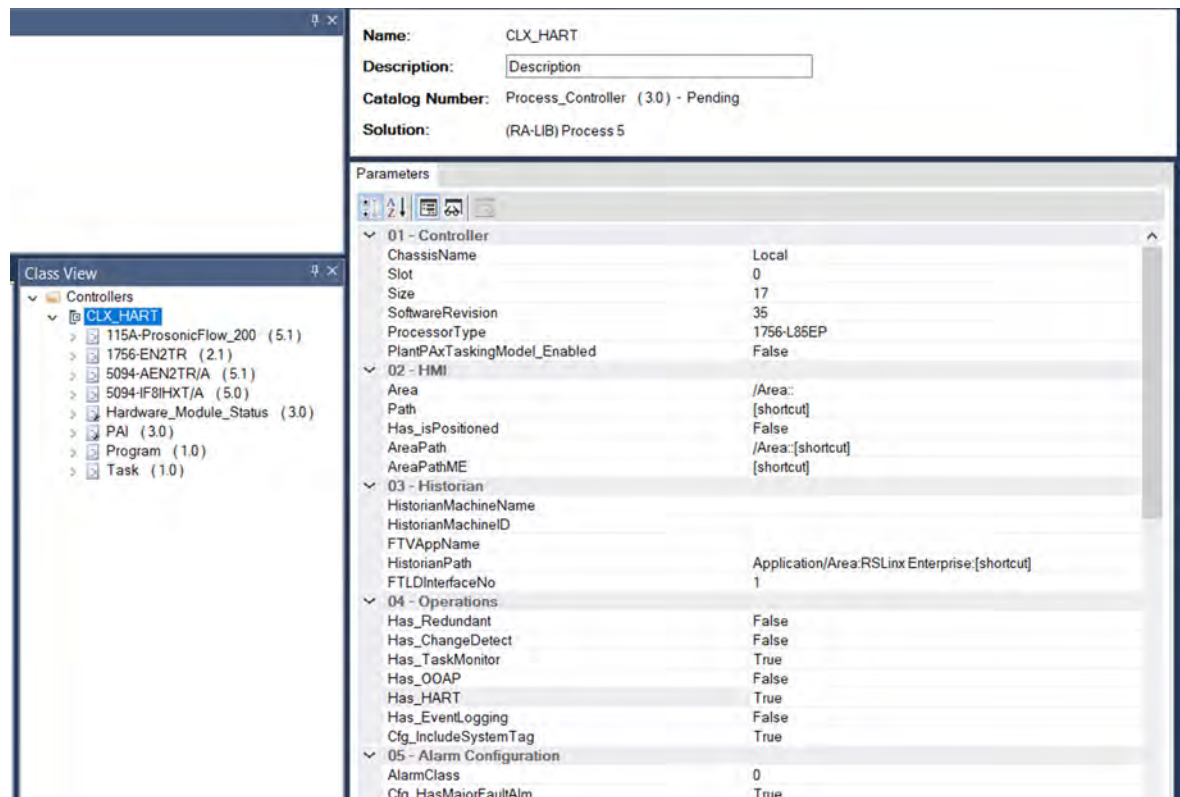 Name: CLX_HART
Description: Description
Catalog Number: Process_Controller (3.0) - Pending
Solution: (RA-LIB) Process 5
Parameters
01 - Controller
ChassisName Local
Slot 0
Size 17
SoftwareRevision 35
ProcessorType 1756-L85EP
PlantPAxTaskingModel_Enabled False
02 - HMI
Area /Area::
Path [shortcut]
Has_isPositioned False
AreaPath /Area::[shortcut]
AreaPathME [shortcut]
03 - Historian
HistorianMachineName
HistorianMachineID
FTVAppName
HistorianPath Application/Area:RSLinx Enterprise:[shortcut]
FTLDInterfaceNo 1
04 - Operations
Has_Redundant False
Has_ChangeDetect False
Has_TaskMonitor True
Has_OOAP False
Has_HART True
Has_EventLogging False
Cfg_IncludeSystemTag True
05 - Alarm Configuration
AlarmClass 0
Cfg_HasMajorFaultAlm True
Class View
Controllers
CLX_HART
115A-ProsonicFlow_200 (5.1)
1756-EN2TR (2.1)
5094-AEN2TR/A (5.1)
5094-IF8IHXT/A (5.0)
Hardware_Module_Status (3.0)
PAI (3.0)
Program (1.0)
Task (1.0)